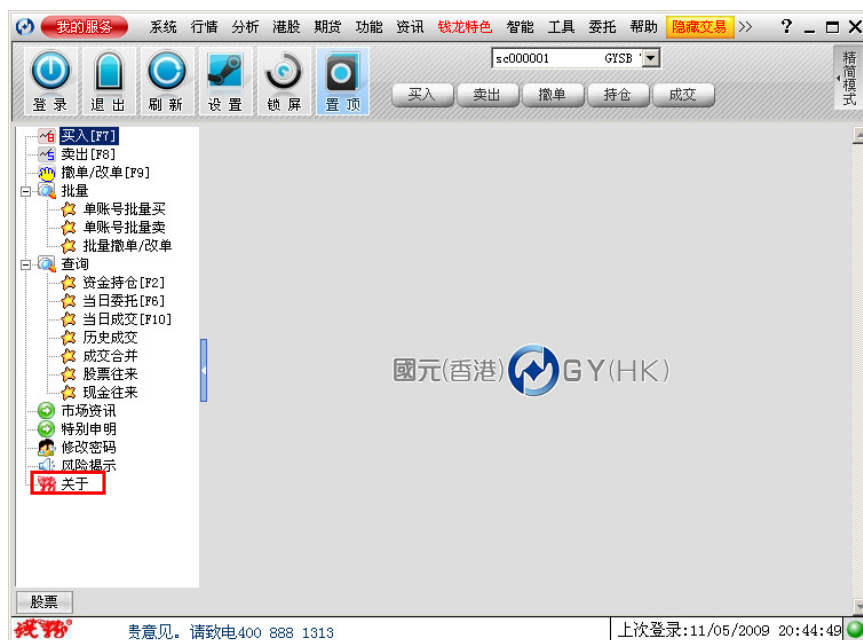 我的服务 系统 行情 分析 港股 期货 功能 资讯 钱龙特色 智能 工具 委托 帮助 隐藏交易 >> ?
sc000001 GYSB
登录 退出 刷新 设置 锁屏 置顶 买入 卖出 撤单 持仓 成交
精简模式
买入[F7]
卖出[F8]
撤单/改单[F9]
批量
单账号批量买
单账号批量卖
批量撤单/改单
查询
资金持仓[F2]
当日委托[F6]
当日成交[F10]
历史成交
成交合并
股票往来
现金往来
市场资讯
特别申明
修改密码
风险揭示
关于
國元(香港) GY(HK)
股票
钱龙 贵意见。请致电400 888 1313 上次登录:11/05/2009 20:44:49